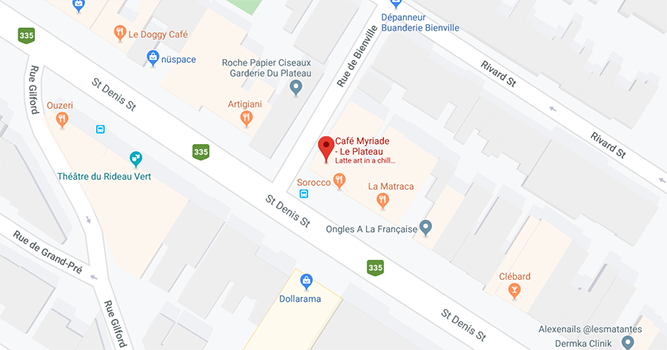 Dépanneur
Buanderie Bienville
335
Le Doggy Café
nüspace
Roche Papier Ciseaux
Garderie Du Plateau
Rue de Bienville
Rivard St
Rue Gilford
St Denis St
Ouzeri
Artigiani
Rivard St
Café Myriade
- Le Plateau
Latte art in a chill...
335
Théâtre du Rideau Vert
Sorocco
La Matraca
St Denis St
Ongles A La Française
Rue de Grand-Pré
335
Clébard
Dollarama
Rue Gilford
St Denis St
Alexenails @lesmatantes
Dermka Clinik